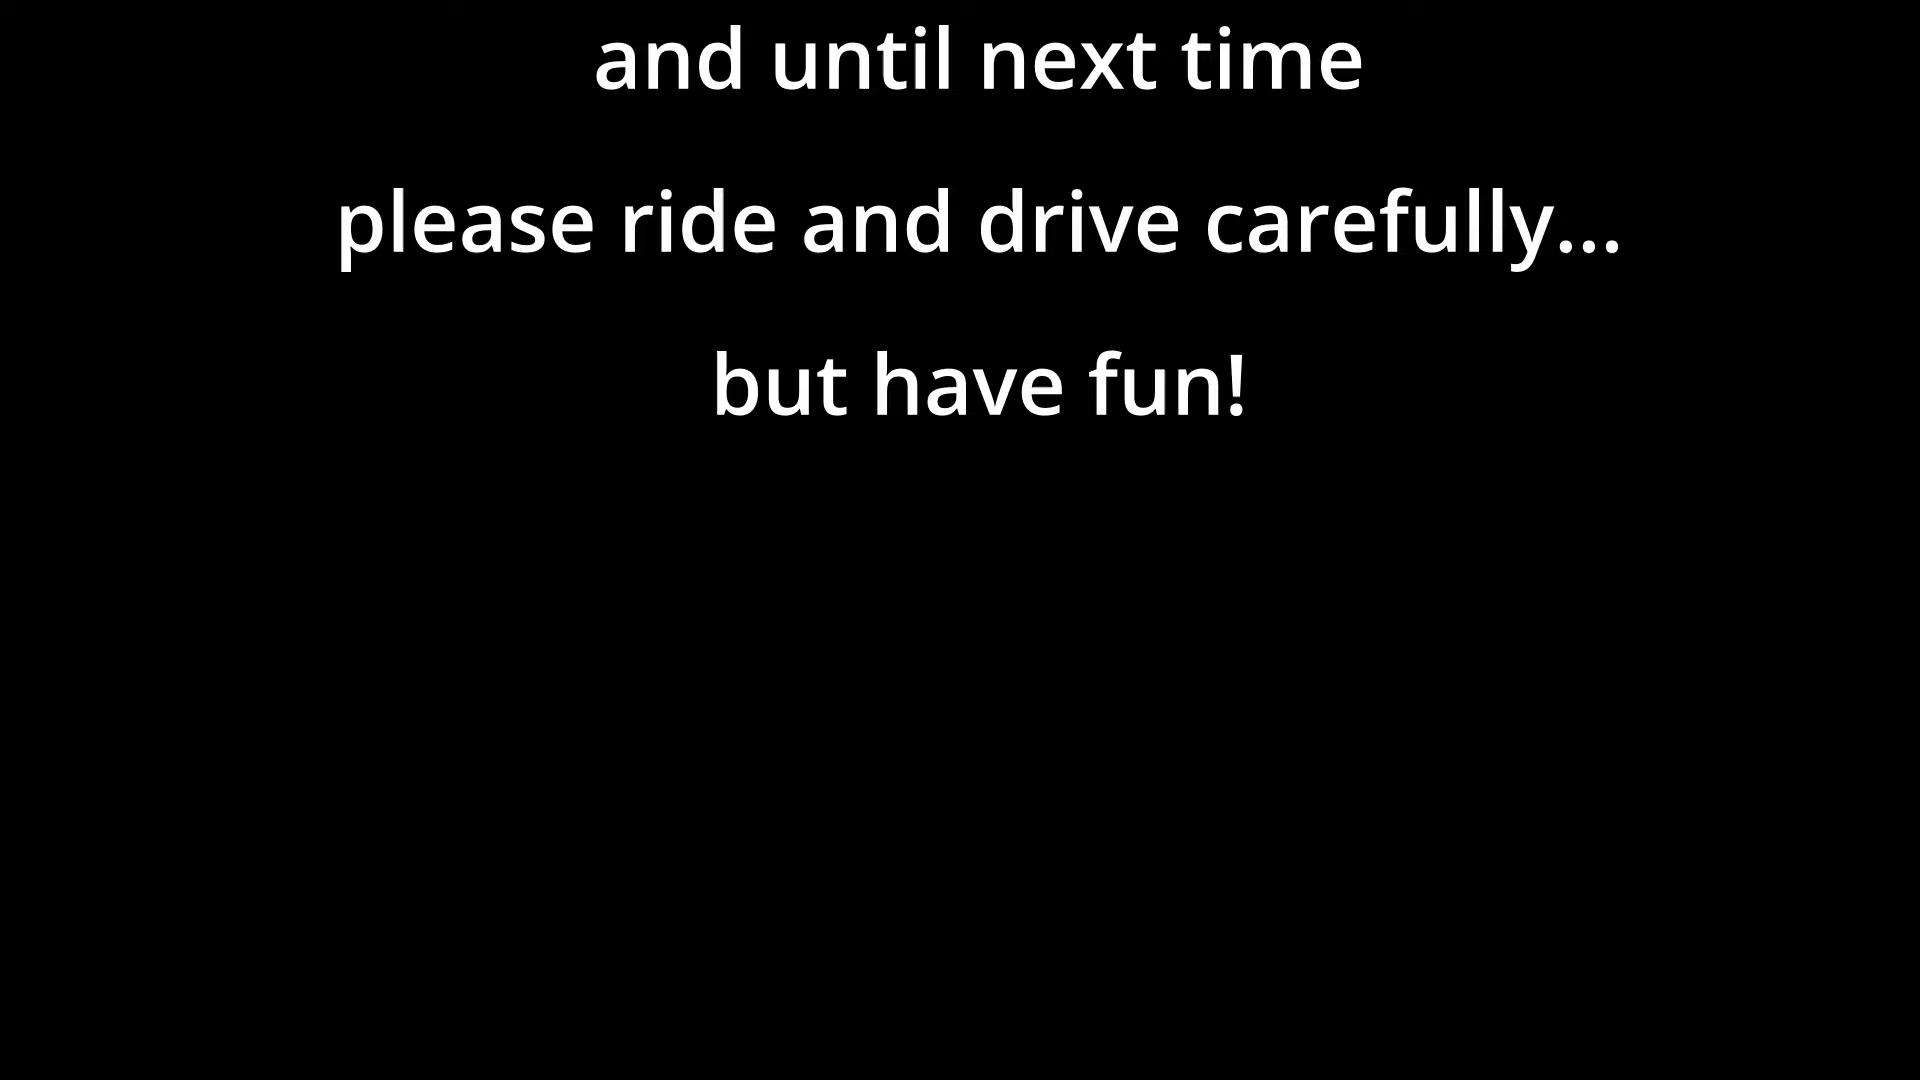 and until next time
please ride and drive carefully...
but have fun!